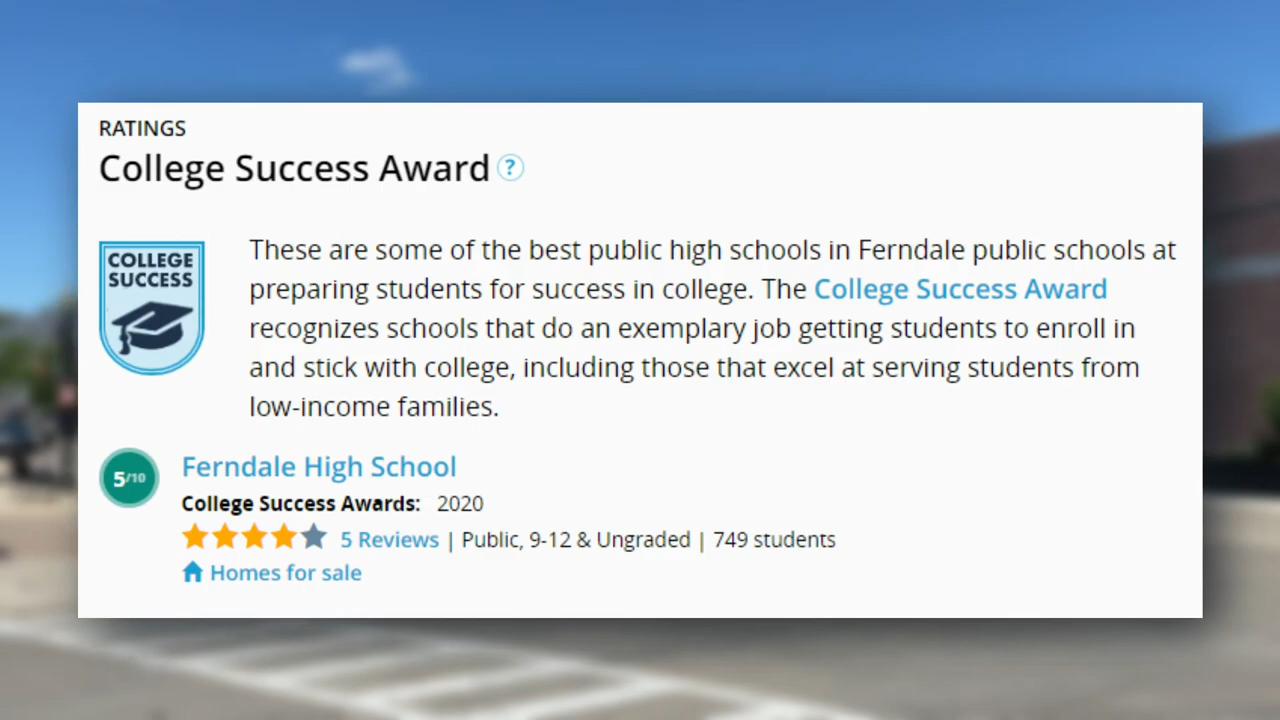 RATINGS
College Success Award ?
COLLEGE
SUCCESS
These are some of the best public high schools in Ferndale public schools at
preparing students for success in college. The College Success Award
recognizes schools that do an exemplary job getting students to enroll in
and stick with college, including those that excel at serving students from
low-income families.
5/10
Ferndale High School
College Success Awards: 2020
5 Reviews | Public, 9-12 & Ungraded | 749 students
Homes for sale